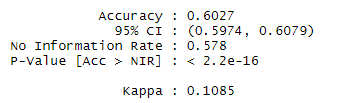 Accuracy : 0.6027
95% CI : (0.5974, 0.6079)
No Information Rate : 0.578
P-Value [Acc > NIR] : < 2.2e-16
Kappa : 0.1085